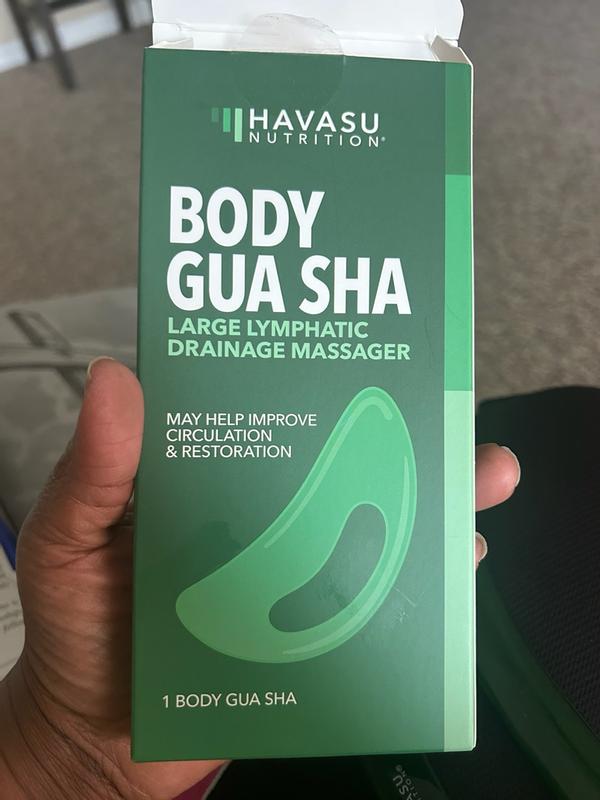 HAVASU
NUTRITION®
BODY
GUA SHA
LARGE LYMPHATIC
DRAINAGE MASSAGER
MAY HELP IMPROVE
CIRCULATION
& RESTORATION
1 BODY GUA SHA